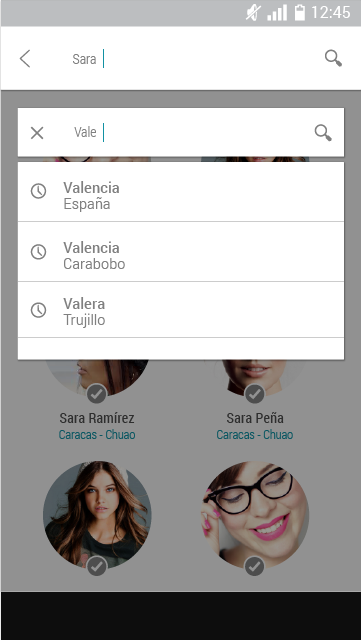 12:45
Sara
Vale
Valencia
España
Valencia
Carabobo
Valera
Trujillo
Sara Ramírez
Sara Peña
Caracas - Chuao
Caracas - Chuao